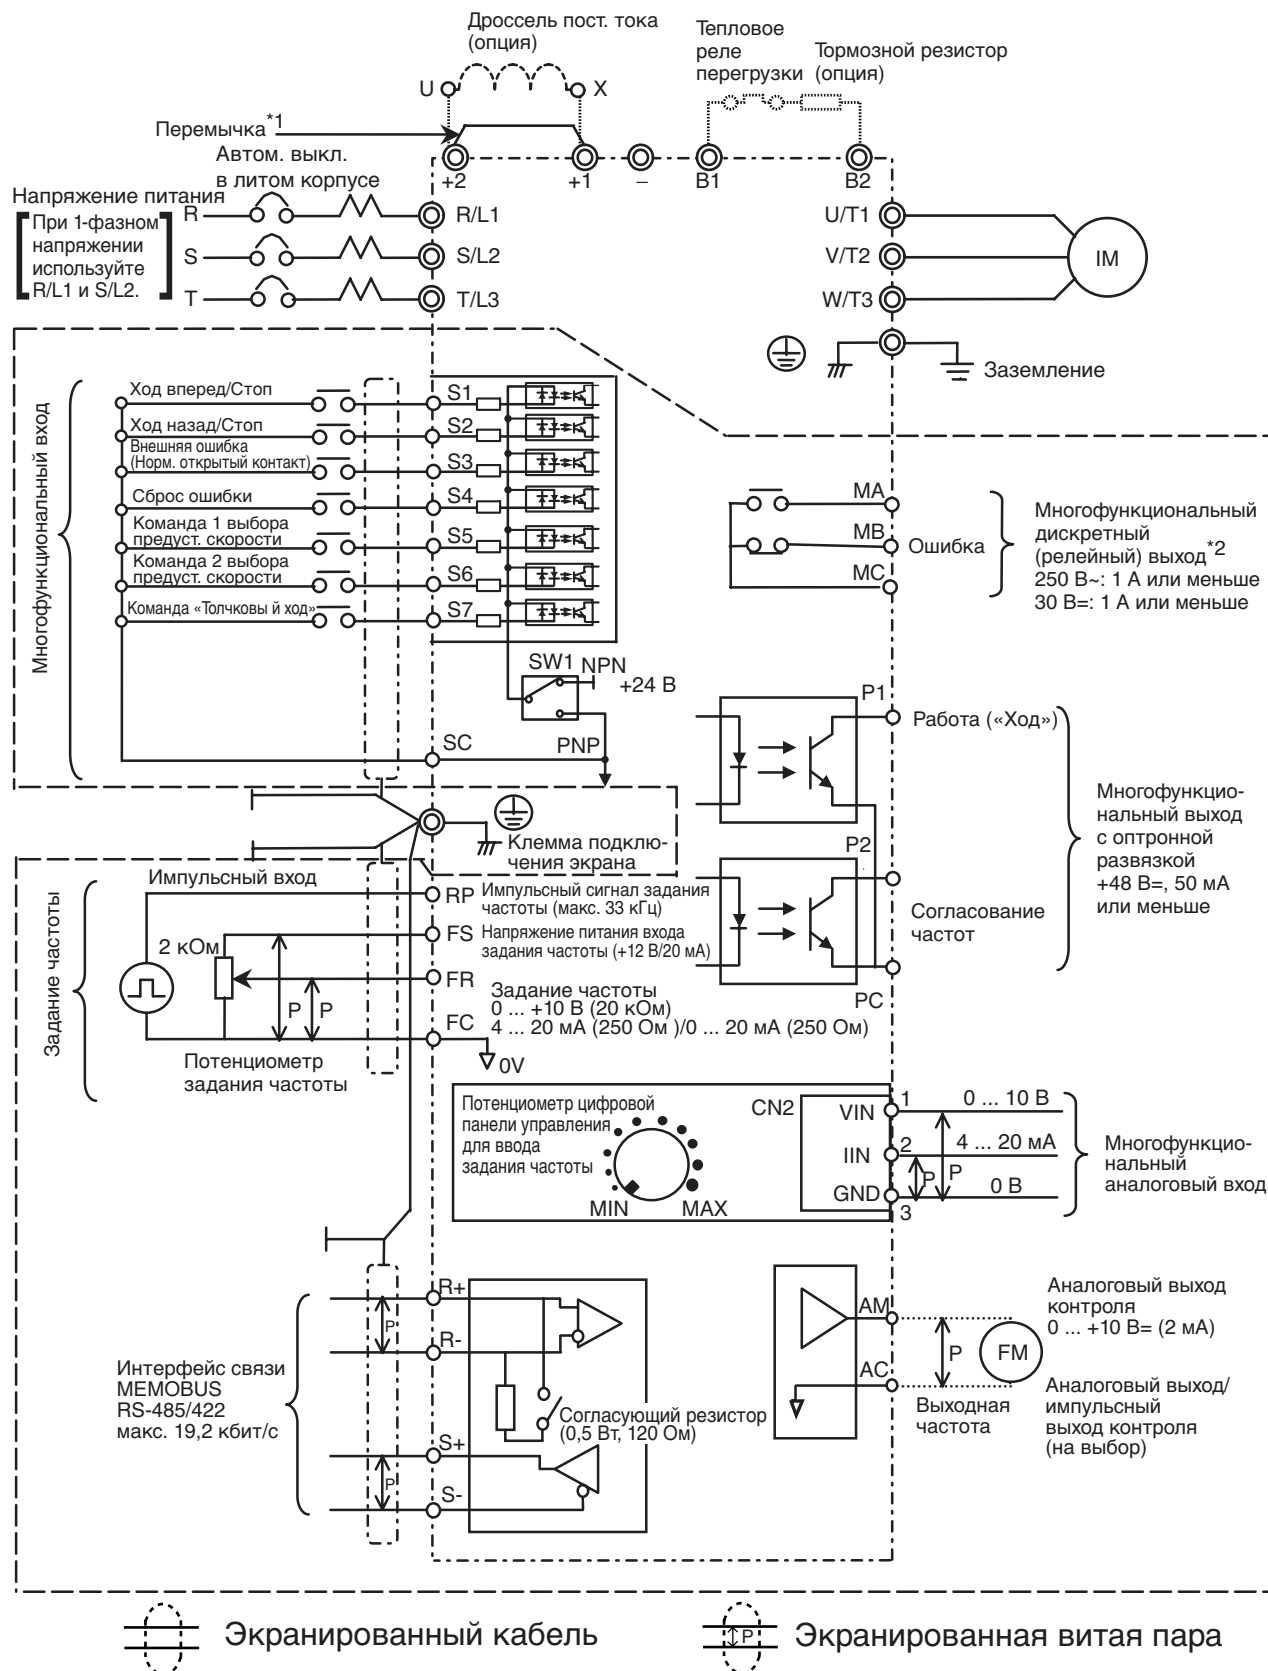 Дроссель пост. тока
(опция)
Тепловое
реле
перегрузки
Тормозной резистор
(опция)
U
X
Перемычка*1
Автом. выкл.
в литом корпусе
+2
+1
–
B1
B2
Напряжение питания
При 1-фазном
напряжении
используйте
R/L1 и S/L2.
R
S
T
R/L1
S/L2
T/L3
U/T1
V/T2
W/T3
IM
Заземление
Многофункциональный вход
Ход вперед/Стоп
Ход назад/Стоп
Внешняя ошибка
(Норм. открытый контакт)
Сброс ошибки
Команда 1 выбора
предуст. скорости
Команда 2 выбора
предуст. скорости
Команда «Толчковы й ход»
S1
S2
S3
S4
S5
S6
S7
SW1
NPN
+24 В
PNP
SC
MA
MB
MC
Ошибка
Многофункциональный
дискретный
(релейный) выход*2
250 В~: 1 А или меньше
30 В=: 1 А или меньше
P1
Работа («Ход»)
P2
Согласование
частот
PC
Многофункцио-
нальный выход
с оптронной
развязкой
+48 В=, 50 мА
или меньше
Клемма подклю-
чения экрана
Задание частоты
Импульсный вход
2 кОм
P
P
Потенциометр
задания частоты
RP
Импульсный сигнал задания
частоты (макс. 33 кГц)
FS
Напряжение питания входа
задания частоты (+12 В/20 мА)
FR
Задание частоты
0 ... +10 В (20 кОм)
4 ... 20 мА (250 Ом )/0 ... 20 мА (250 Ом)
FC
0V
Потенциометр цифровой
панели управления
для ввода
задания частоты
MIN
MAX
CN2
VIN
IIN
GND
1
2
3
0 ... 10 В
4 ... 20 мА
0 В
P
P
Многофункцио-
нальный
аналоговый вход
Интерфейс связи
MEMOBUS
RS-485/422
макс. 19,2 кбит/с
P
P
R+
R-
S+
S-
Согласующий резистор
(0,5 Вт, 120 Ом)
AM
AC
P
FM
Выходная
частота
Аналоговый выход
контроля
0 ... +10 В= (2 мА)
Аналоговый выход/
импульсный
выход контроля
(на выбор)
Экранированный кабель
P
Экранированная витая пара